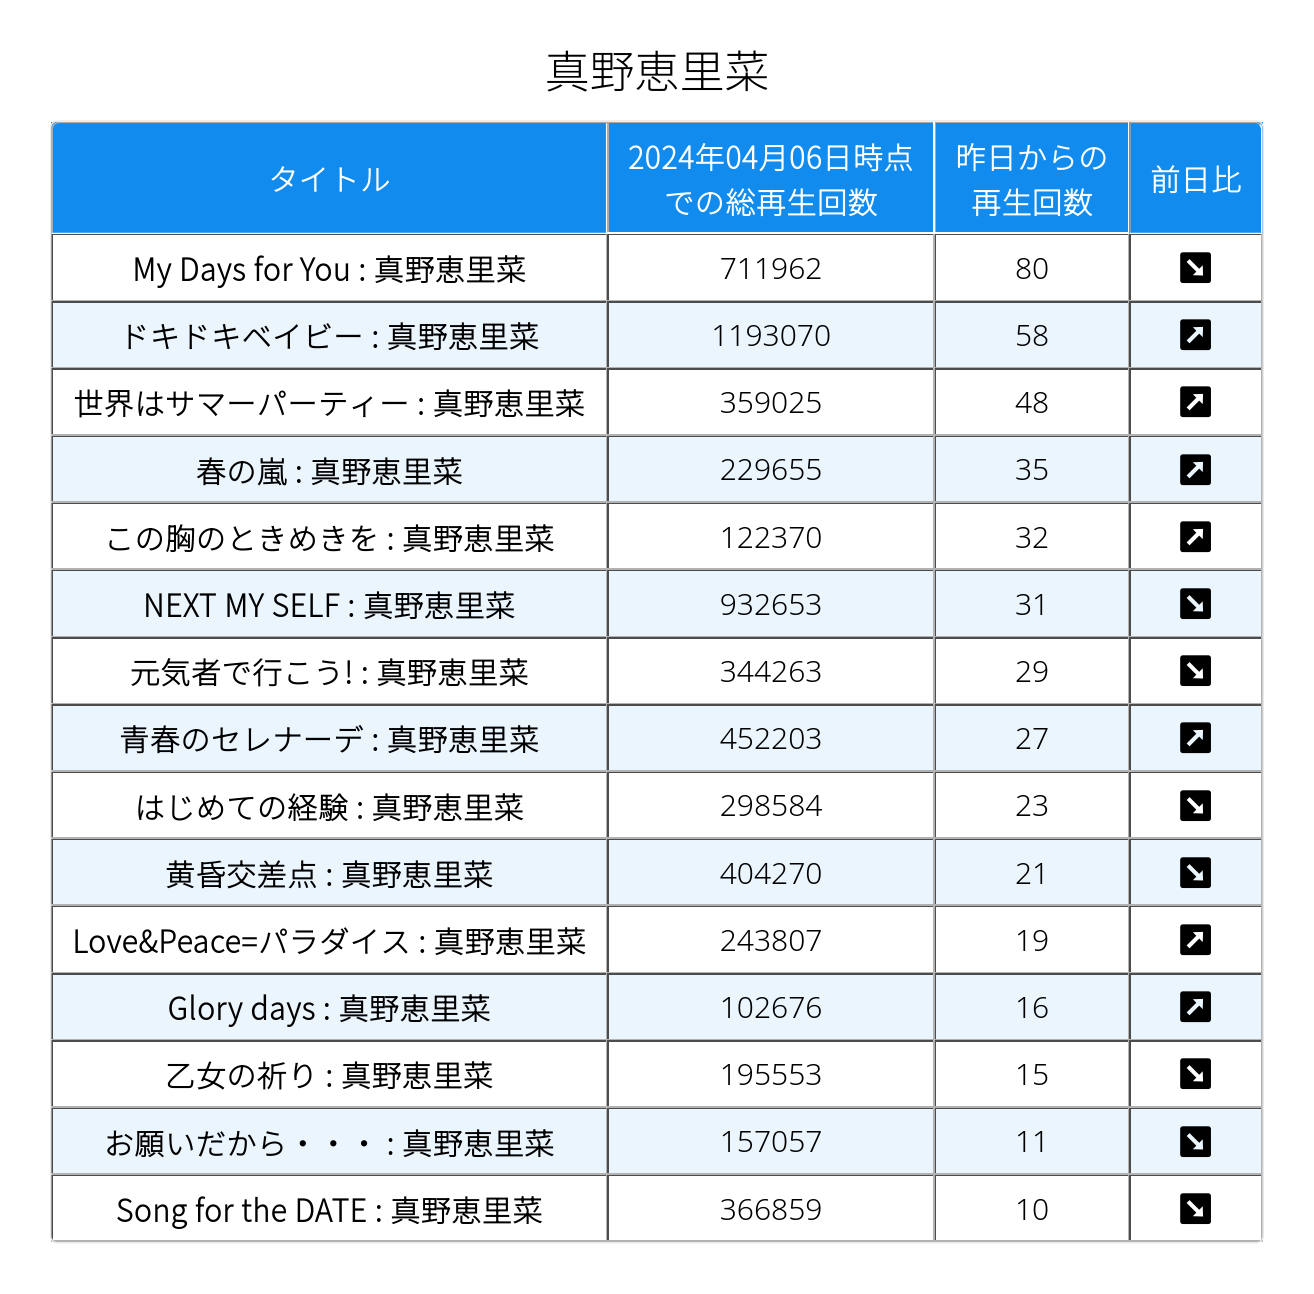 真野恵里菜
タイトル
2024年04月06日時点
での総再生回数
昨日からの
再生回数
前日比
My Days for You : 真野恵里菜 711962 80
ドキドキベイビー : 真野恵里菜 1193070 58
世界はサマーパーティー : 真野恵里菜 359025 48
春の嵐 : 真野恵里菜 229655 35
この胸のときめきを : 真野恵里菜 122370 32
NEXT MY SELF : 真野恵里菜 932653 31
元気者で行こう! : 真野恵里菜 344263 29
青春のセレナーデ : 真野恵里菜 452203 27
はじめての経験 : 真野恵里菜 298584 23
黄昏交差点 : 真野恵里菜 404270 21
Love&Peace=パラダイス : 真野恵里菜 243807 19
Glory days : 真野恵里菜 102676 16
乙女の祈り : 真野恵里菜 195553 15
お願いだから・・・ : 真野恵里菜 157057 11
Song for the DATE : 真野恵里菜 366859 10